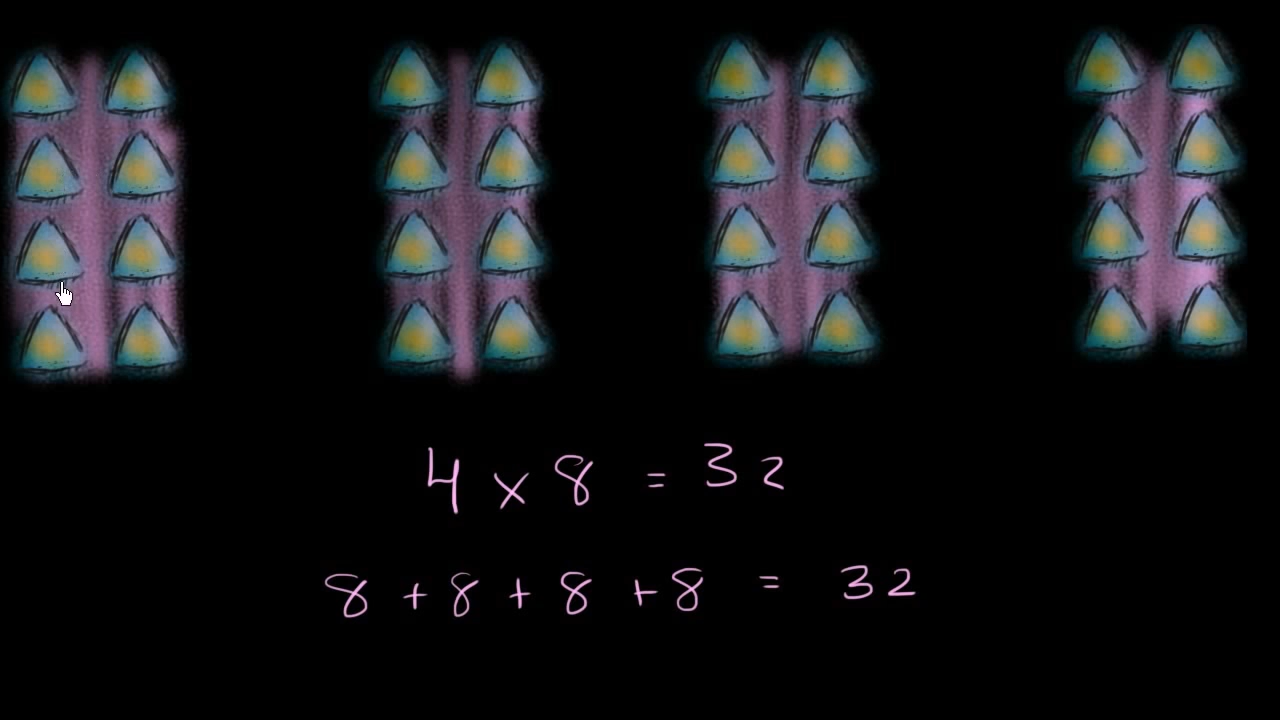 4 × 8 = 32
8 + 8 + 8 + 8 = 32